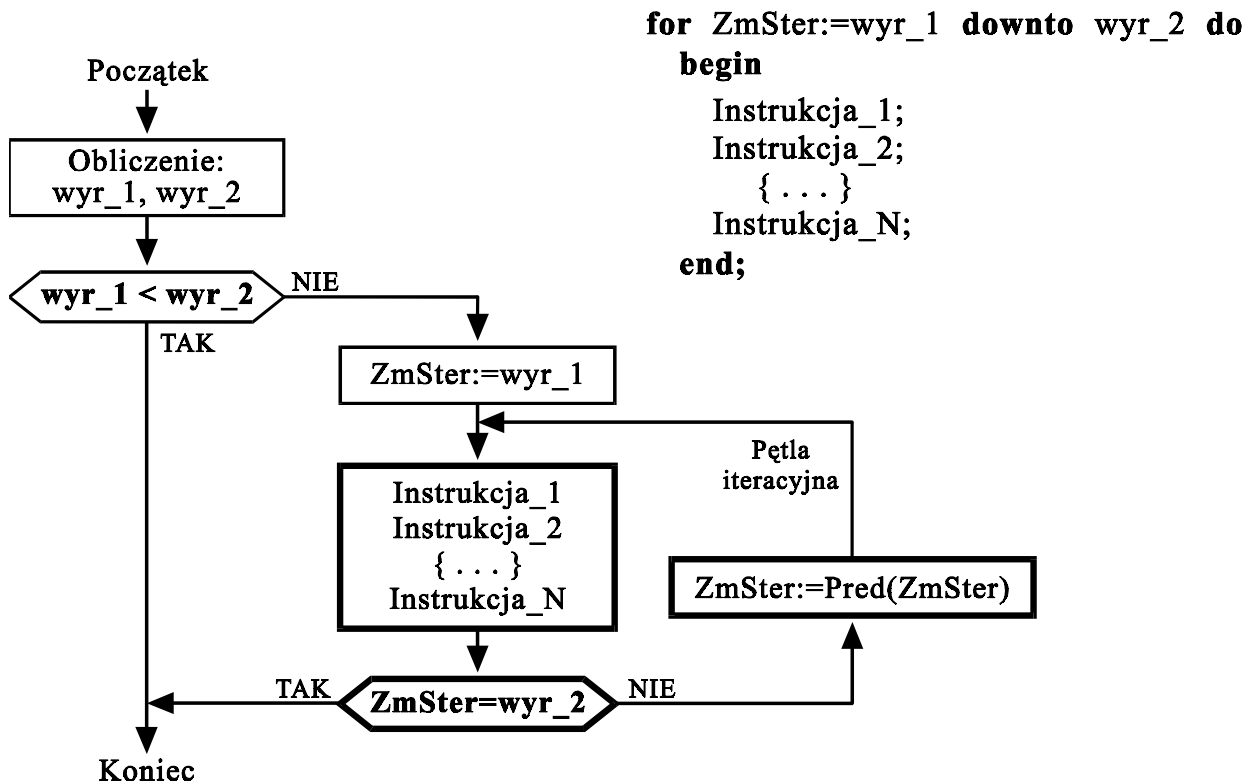 for ZmSter:=wyr_1 downto wyr_2 do
begin
Instrukcja_1;
Instrukcja_2;
{ . . . }
Instrukcja_N;
end;
Początek
Obliczenie:
wyr_1, wyr_2
wyr_1 < wyr_2
NIE
TAK
ZmSter:=wyr_1
Pętla
iteracyjna
Instrukcja_1
Instrukcja_2
{ . . . }
Instrukcja_N
ZmSter:=Pred(ZmSter)
TAK
ZmSter=wyr_2
NIE
Koniec